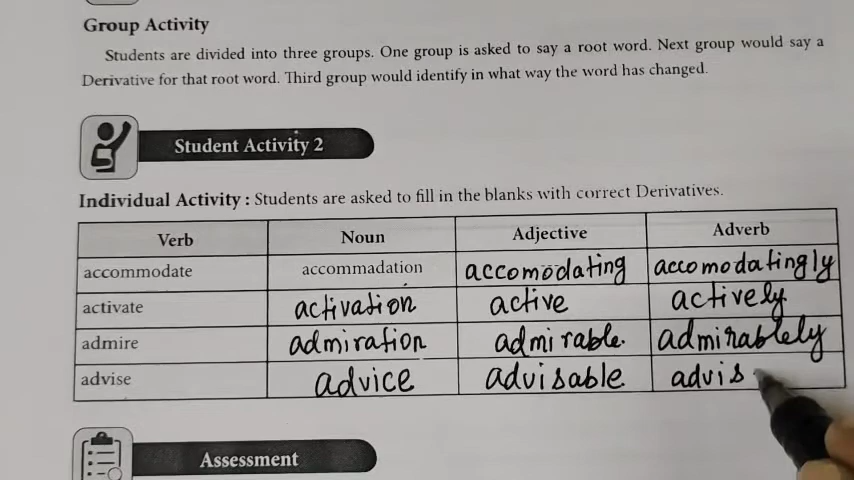 Group Activity
Students are divided into three groups. One group is asked to say a root word. Next group would say a
Derivative for that root word. Third group would identify in what way the word has changed.
Student Activity 2
Individual Activity : Students are asked to fill in the blanks with correct Derivatives.
Verb Noun Adjective Adverb
accommodate accommadation accomodating accomodatingly
activate activation active actively
admire admiration admirable. admirablely
advise advice advisable advis
Assessment